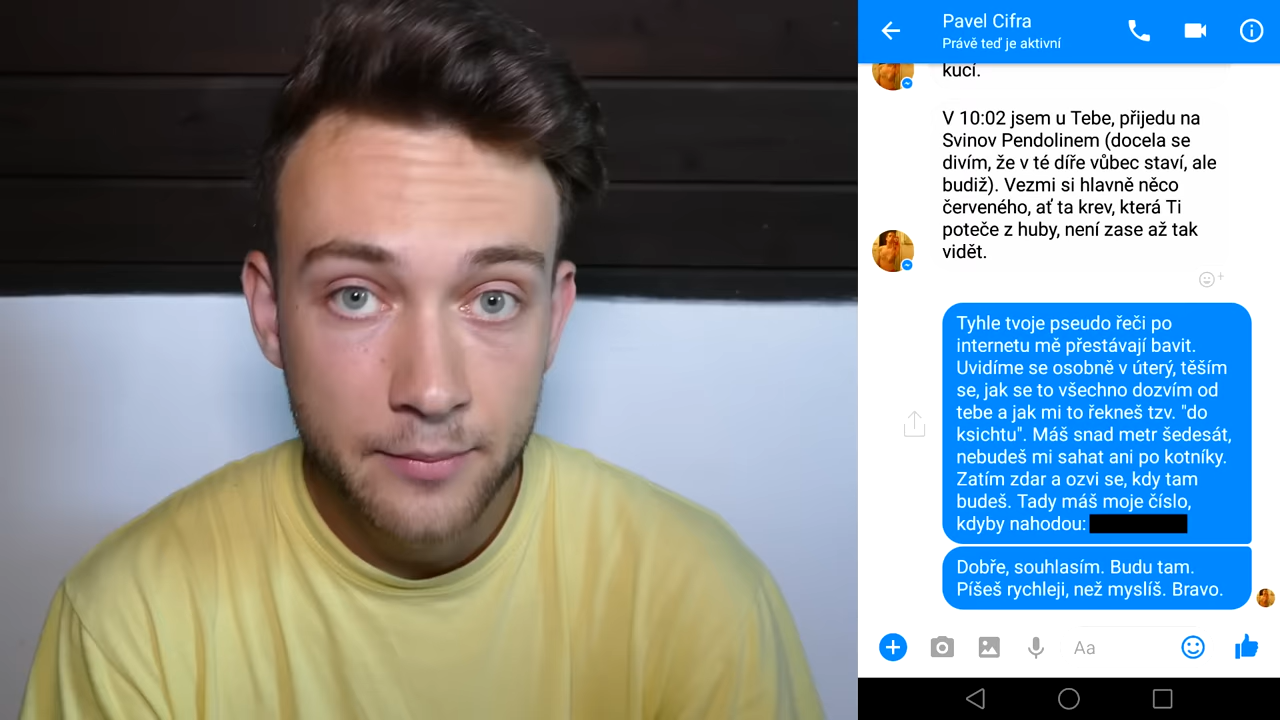 Pavel Cifra
Právě teď je aktivní
kucí.
V 10:02 jsem u Tebe, přijedu na
Svinov Pendolinem (docela se
divím, že v té díře vůbec staví, ale
budiž). Vezmi si hlavně něco
červeného, ať ta krev, která Ti
poteče z huby, není zase až tak
vidět.
Tyhle tvoje pseudo řeči po
internetu mě přestávají bavit.
Uvidíme se osobně v úterý, těším
se, jak se to všechno dozvím od
tebe a jak mi to řekneš tzv. "do
ksichtu". Máš snad metr šedesát,
nebudeš mi sahat ani po kotníky.
Zatím zdar a ozvi se, kdy tam
budeš. Tady máš moje číslo,
kdyby nahodou:
Dobře, souhlasím. Budu tam.
Píšeš rychleji, než myslíš. Bravo.
Aa